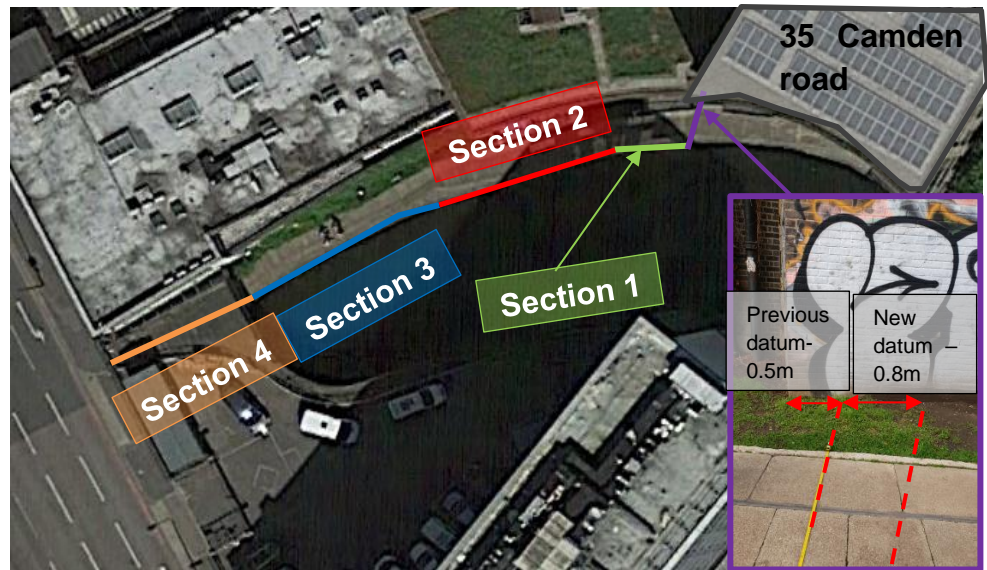 35 Camden
road
Section 2
Section 1
Section 3
Section 4
Previous
datum-
0.5m
New
datum –
0.8m